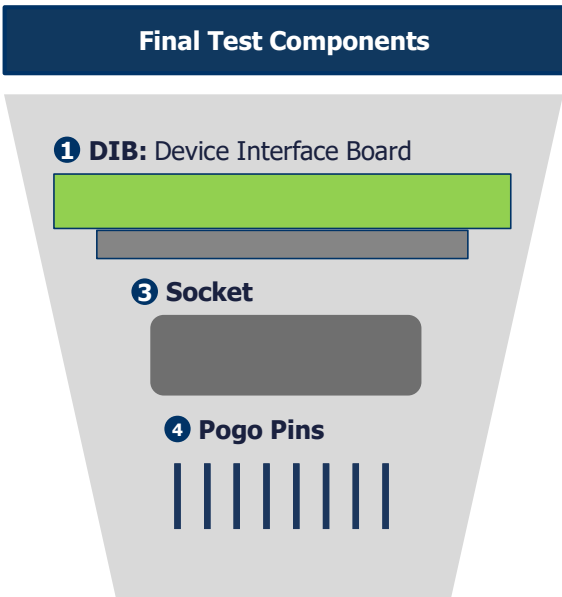 Final Test Components
1 DIB: Device Interface Board
3 Socket
4 Pogo Pins